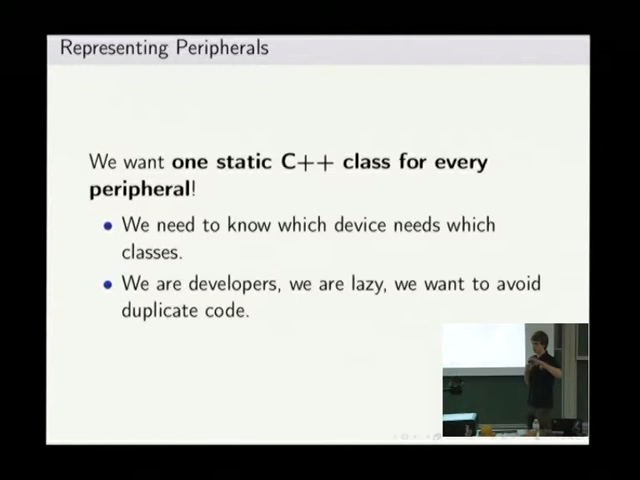 Representing Peripherals
We want one static C++ class for every
peripheral!
We need to know which device needs which
classes.
We are developers, we are lazy, we want to avoid
duplicate code.